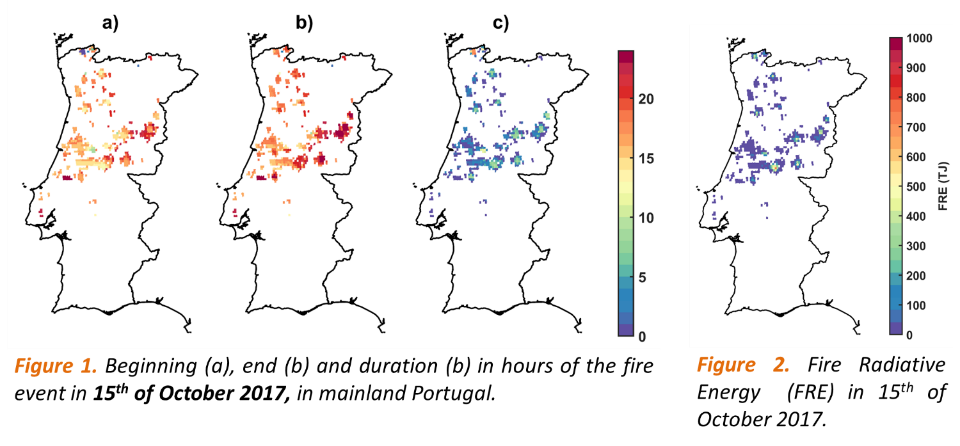 a) b) c)
20
15
10
5
0
1000
900
800
700
600
500
400
300
200
100
0
FRE (TJ)
Figure 1. Beginning (a), end (b) and duration (b) in hours of the fire
event in 15th of October 2017, in mainland Portugal.
Figure 2. Fire Radiative
Energy (FRE) in 15th of
October 2017.